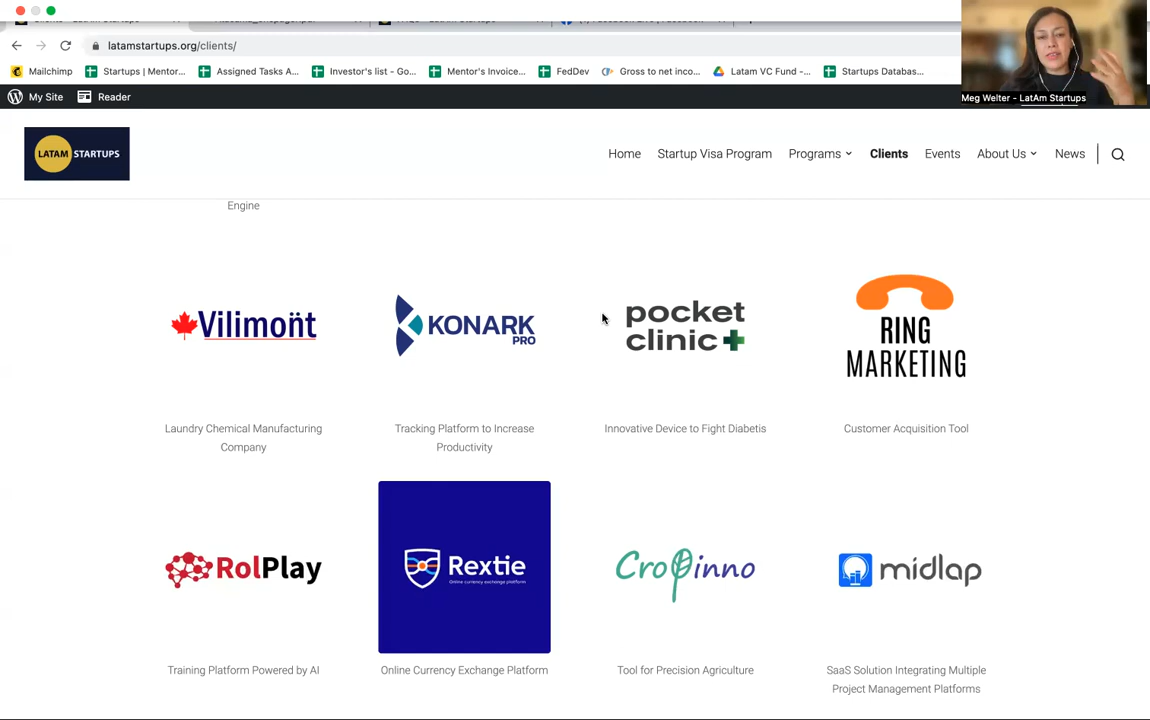 latamstartups.org/clients/
Mailchimp
Startups | Mentor...
Assigned Tasks A...
Investor's list - Go...
Mentor's Invoice...
FedDev
Gross to net inco...
Latam VC Fund -...
Startups Databas...
Meg Welter - LatAm Startups
My Site
Reader
LATAM STARTUPS
Home
Startup Visa Program
Programs
Clients
Events
About Us
News
Engine
Vilimont
KONARK
PRO
pocket
clinic
RING
MARKETING
Laundry Chemical Manufacturing
Company
Tracking Platform to Increase
Productivity
Innovative Device to Fight Diabetis
Customer Acquisition Tool
RolPlay
Rextie
Online currency exchange platform
Cropinno
midlap
Training Platform Powered by AI
Online Currency Exchange Platform
Tool for Precision Agriculture
SaaS Solution Integrating Multiple
Project Management Platforms